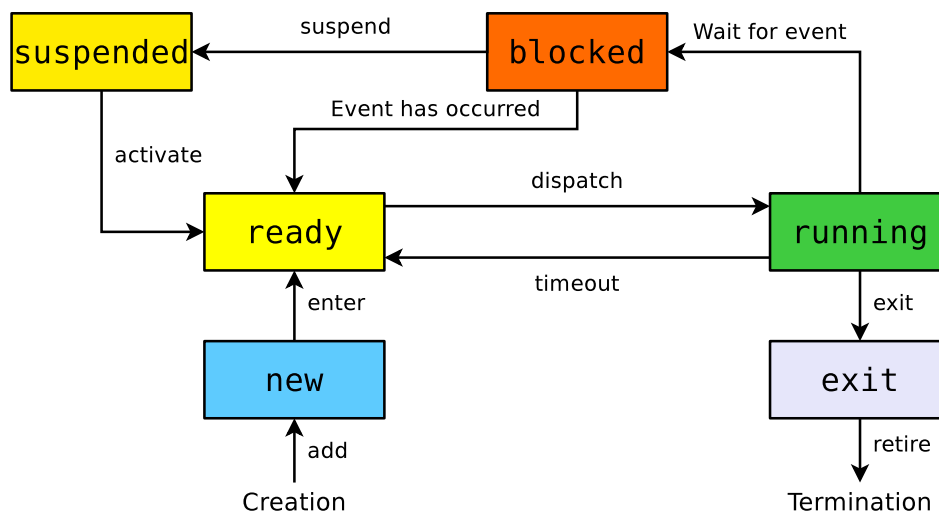 suspend
Wait for event
suspended
blocked
Event has occurred
activate
dispatch
ready
running
timeout
enter
exit
new
exit
add
retire
Creation
Termination